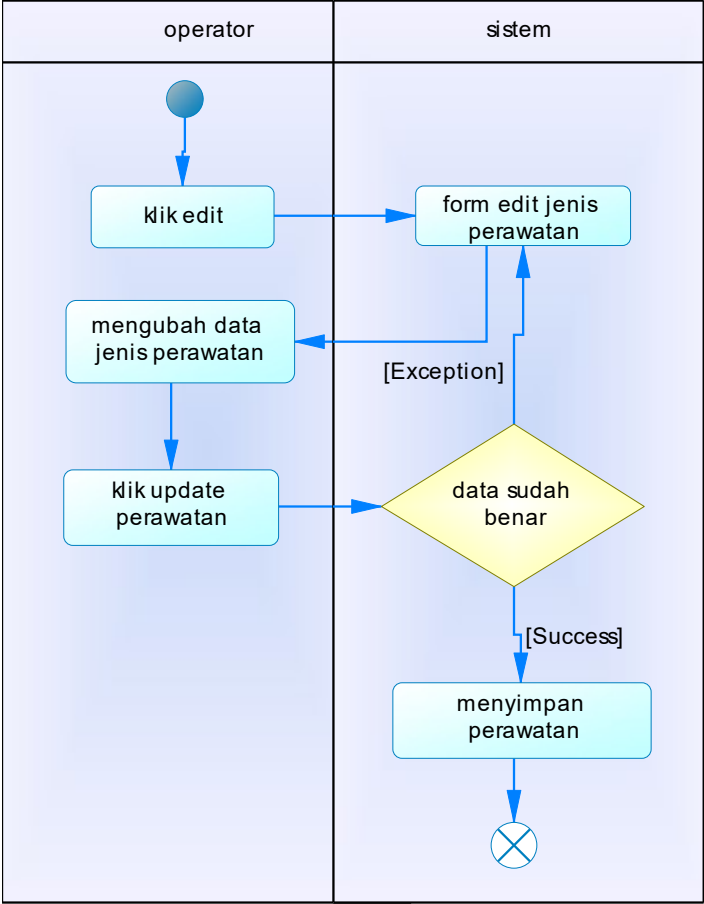 operator
sistem
klik edit
form edit jenis
perawatan
mengubah data
jenis perawatan
[Exception]
klik update
perawatan
data sudah
benar
[Success]
menyimpan
perawatan